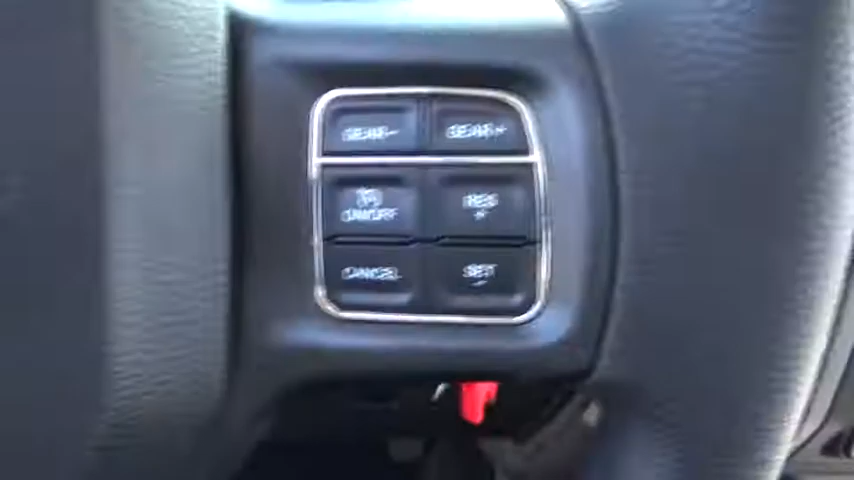 GEAR- GEAR+
ON/OFF RES
+
CANCEL SET
-